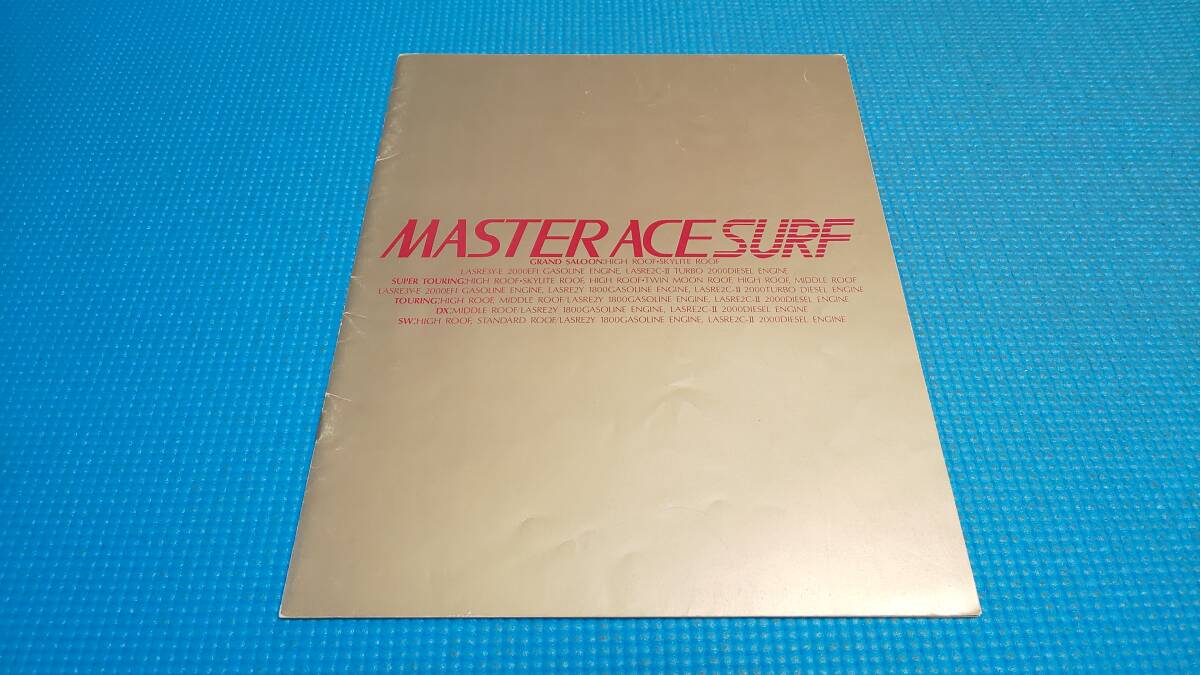 MASTER ACE SURF
GRAND SALOON:HIGH ROOF•SKYLITE ROOF
LASRE3Y-E 2000EFI GASOLINE ENGINE, LASRE2C-II TURBO 2000DIESEL ENGINE
SUPER TOURING:HIGH ROOF•SKYLITE ROOF, HIGH ROOF•TWIN MOON ROOF, HIGH ROOF, MIDDLE ROOF
LASRE3Y-E 2000EFI GASOLINE ENGINE, LASRE2Y 1800GASOLINE ENGINE, LASRE2C-II 2000TURBO DIESEL ENGINE
TOURING:HIGH ROOF, MIDDLE ROOF/LASRE2Y 1800GASOLINE ENGINE, LASRE2C-II 2000DIESEL ENGINE
DX:MIDDLE ROOF/LASRE2Y 1800GASOLINE ENGINE, LASRE2C-II 2000DIESEL ENGINE
SW:HIGH ROOF, STANDARD ROOF/LASRE2Y 1800GASOLINE ENGINE, LASRE2C-II 2000DIESEL ENGINE